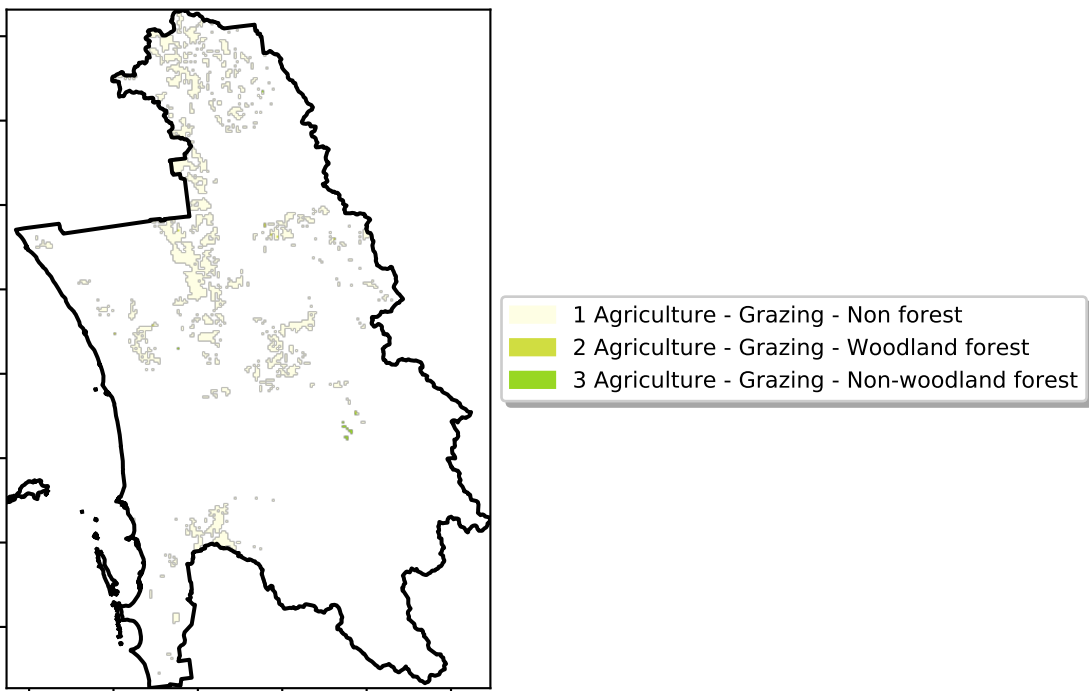 1 Agriculture - Grazing - Non forest
2 Agriculture - Grazing - Woodland forest
3 Agriculture - Grazing - Non-woodland forest